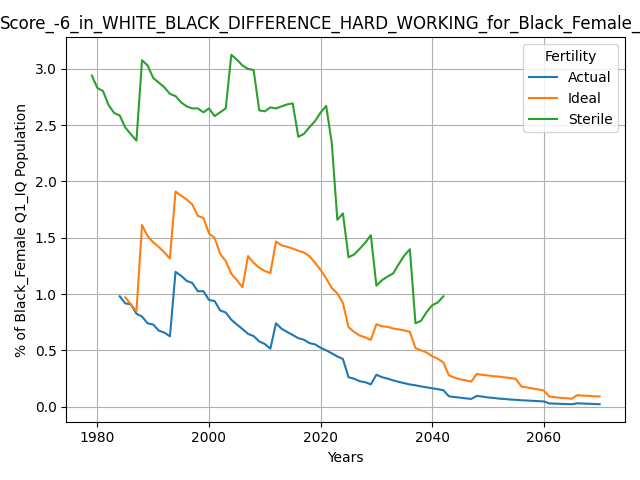 Score_-6_in_WHITE_BLACK_DIFFERENCE_HARD_WORKING_for_Black_Female_
Fertility
Actual
Ideal
Sterile
% of Black_Female Q1_IQ Population
3.0
2.5
2.0
1.5
1.0
0.5
0.0
1980
2000
2020
2040
2060
Years